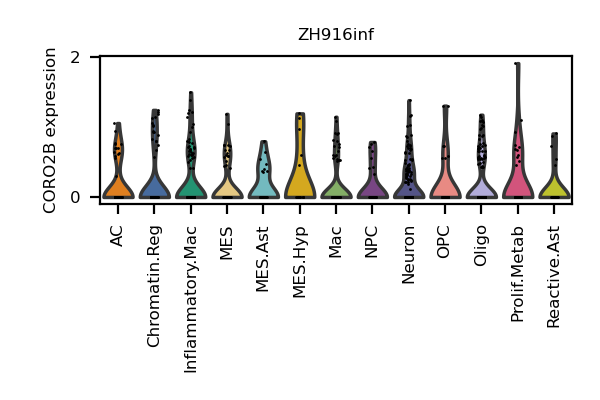 ZH916inf
CORO2B expression
2
0
AC
Chromatin.Reg
Inflammatory.Mac
MES
MES.Ast
MES.Hyp
Mac
NPC
Neuron
OPC
Oligo
Prolif.Metab
Reactive.Ast